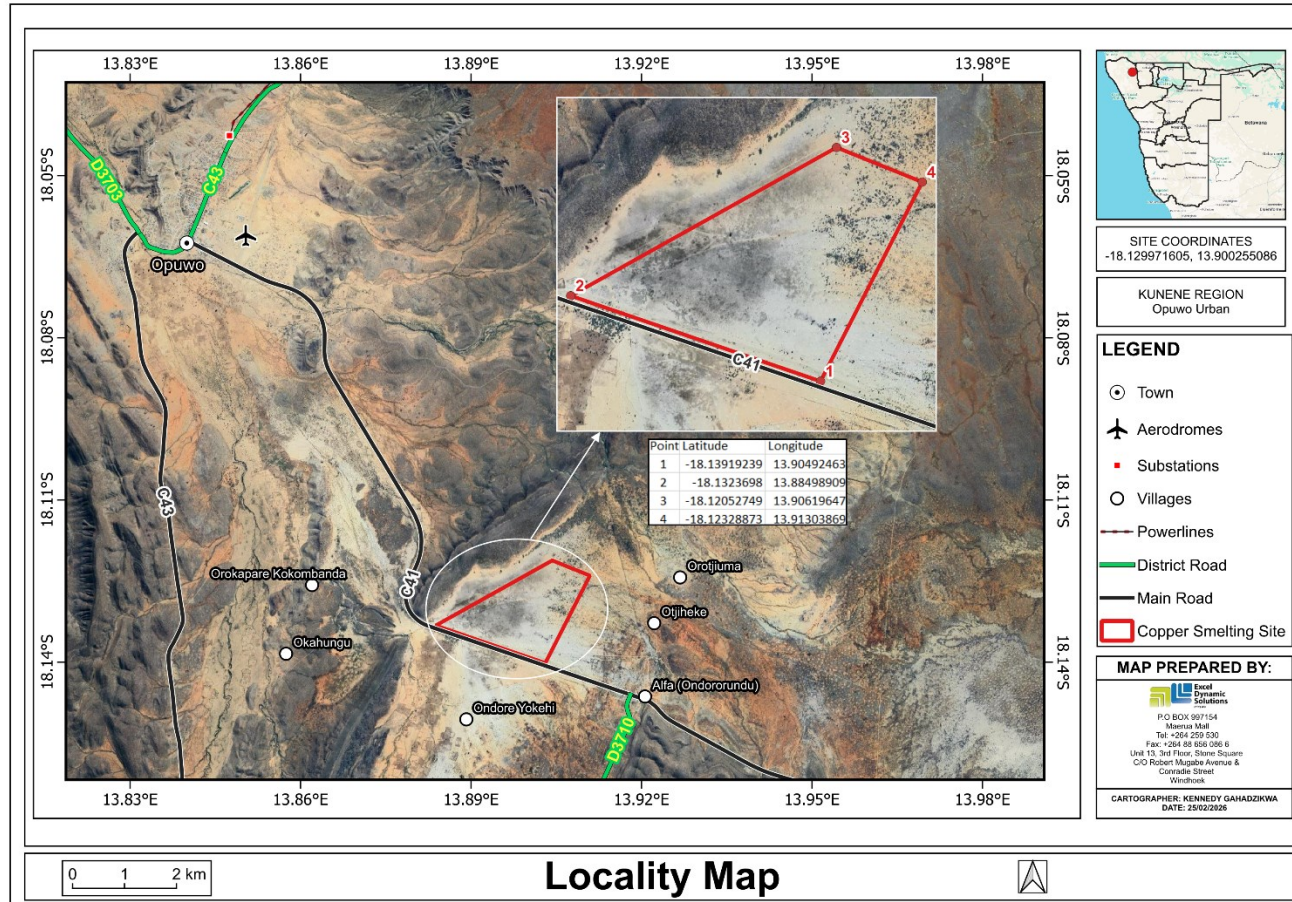 13.83°E 13.86°E 13.89°E 13.92°E 13.95°E 13.98°E
18.05°S
18.08°S
18.11°S
18.14°S
D3703
C43
Opuwo
C43
C41
Orokapare Kokombanda
Okahungu
Ondore Yokehi
Orotjiuma
Otjiheke
Alfa (Ondororundu)
D3710
3
4
2
1
C41
Point Latitude Longitude
1 -18.13919239 13.90492463
2 -18.1323698 13.88498909
3 -18.12052749 13.90619647
4 -18.12328873 13.91303869
18.05°S
18.08°S
18.11°S
18.14°S
13.83°E 13.86°E 13.89°E 13.92°E 13.95°E 13.98°E
Botswana
SITE COORDINATES
-18.129971605, 13.900255086
KUNENE REGION
Opuwo Urban
LEGEND
Town
Aerodromes
Substations
Villages
Powerlines
District Road
Main Road
Copper Smelting Site
MAP PREPARED BY:
Excel
Dynamic
Solutions
P.O BOX 997154
Maerua Mall
Tel: +264 259 530
Fax: +264 88 656 086 6
Unit 13, 3rd Floor, Stone Square
C/O Robert Mugabe Avenue &
Conradie Street
Windhoek
CARTOGRAPHER: KENNEDY GAHADZIKWA
DATE: 25/02/2026
0 1 2 km
Locality Map